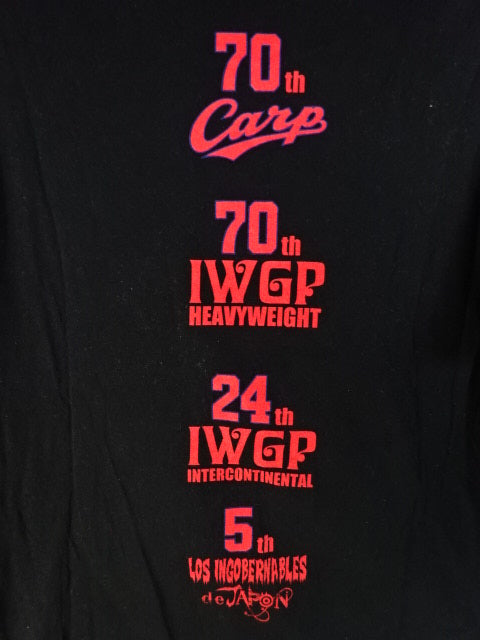 70th
Carp
70th
IWGP
HEAVYWEIGHT
24th
IWGP
INTERCONTINENTAL
5th
LOS INGOBERNABLES
de JAPON